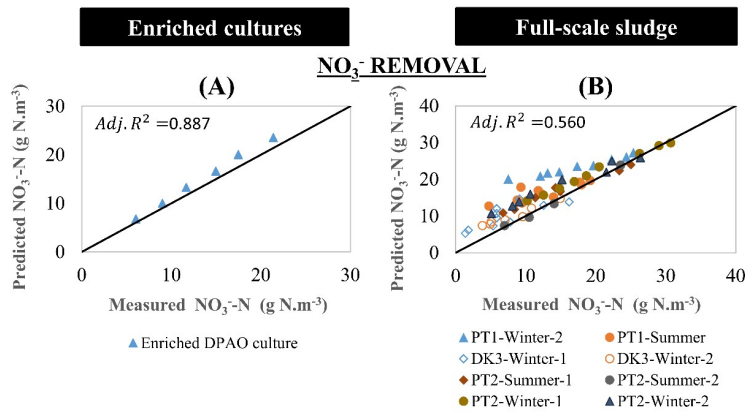 Enriched cultures
Full-scale sludge
NO₃⁻ REMOVAL
(A)
(B)
Adj.R² =0.887
Adj.R² =0.560
Predicted NO₃⁻-N (g N.m⁻³)
30
20
10
0
0
10
20
30
Measured NO₃⁻-N (g N.m⁻³)
Enriched DPAO culture
Predicted NO₃⁻-N (g N.m⁻³)
40
30
20
10
0
0
10
20
30
40
Measured NO₃⁻-N (g N.m⁻³)
PT1-Winter-2
PT1-Summer
DK3-Winter-1
DK3-Winter-2
PT2-Summer-1
PT2-Summer-2
PT2-Winter-1
PT2-Winter-2